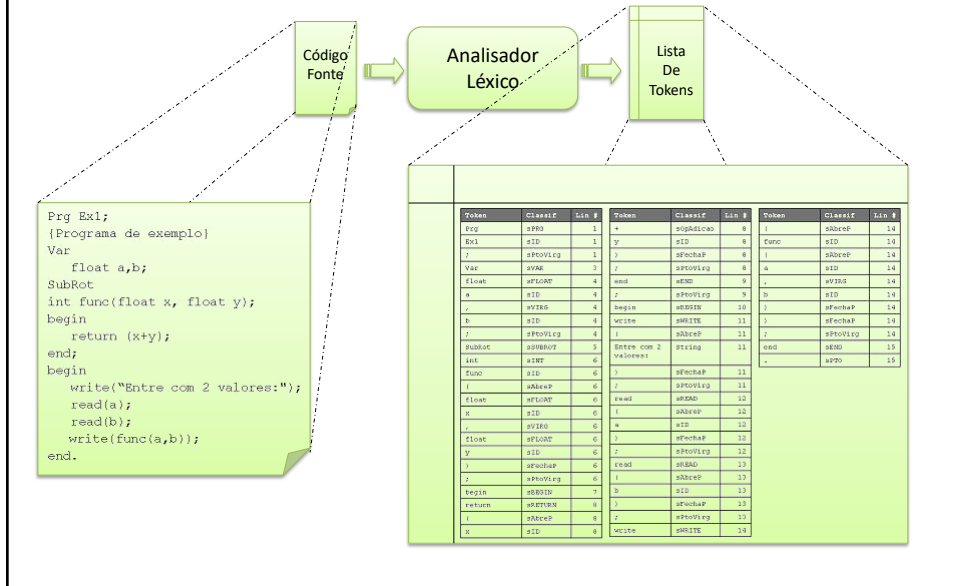 Código
Fonte
Analisador
Léxico
Lista
De
Tokens
Prg Ex1;
{Programa de exemplo}
Var
float a,b;
SubRot
int func(float x, float y);
begin
return (x+y);
end;
begin
write(“Entre com 2 valores:");
read(a);
read(b);
write(func(a,b));
end.
Token Classif Lin #
Prg sPRG 1
Ex1 sID 1
; sPtoVirg 1
Var sVAR 3
float sFLOAT 4
a sID 4
, sVIRG 4
b sID 4
; sPtoVirg 4
SubRot sSUBROT 5
int sINT 6
func sID 6
( sAbreP 6
float sFLOAT 6
x sID 6
, sVIRG 6
float sFLOAT 6
y sID 6
) sFechaP 6
; sPtoVirg 6
begin sBEGIN 7
return sRETURN 8
( sAbreP 8
x sID 8
Token Classif Lin #
+ sOpAdicao 8
y sID 8
) sFechaP 8
; sPtoVirg 8
end sEND 9
; sPtoVirg 9
begin sBEGIN 10
write sWRITE 11
( sAbreP 11
Entre com 2 String 11
valores:
) sFechaP 11
; sPtoVirg 11
read sREAD 12
( sAbreP 12
a sID 12
) sFechaP 12
; sPtoVirg 12
read sREAD 13
( sAbreP 13
b sID 13
) sFechaP 13
; sPtoVirg 13
write sWRITE 14
Token Classif Lin #
( sAbreP 14
func sID 14
( sAbreP 14
a sID 14
, sVIRG 14
b sID 14
) sFechaP 14
) sFechaP 14
; sPtoVirg 14
end sEND 15
. sPTO 15